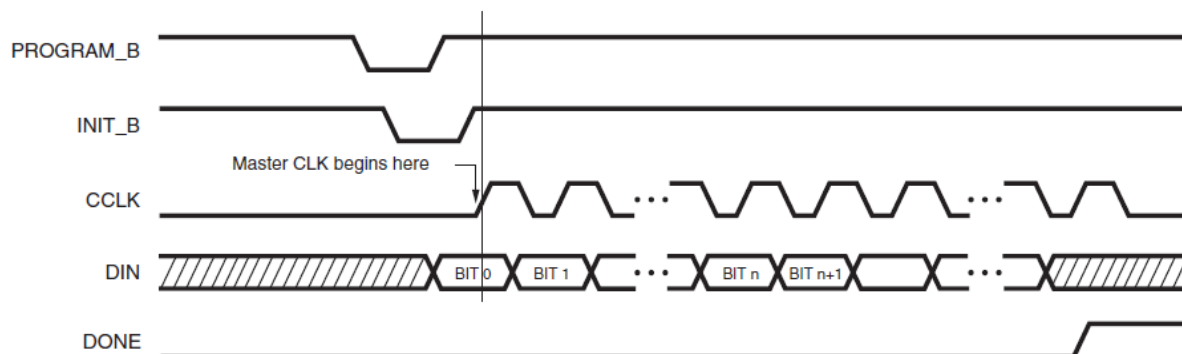 PROGRAM_B
INIT_B
Master CLK begins here
CCLK
DIN
BIT 0
BIT 1
BIT n
BIT n+1
DONE